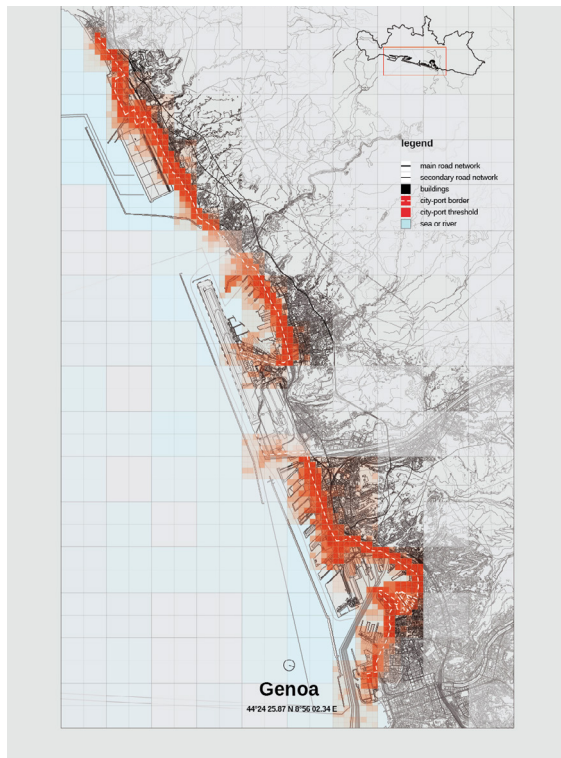 legend
main road network
secondary road network
buildings
city-port border
city-port threshold
sea or river
Genoa
44°24 25.87 N 8°56 02.34 E